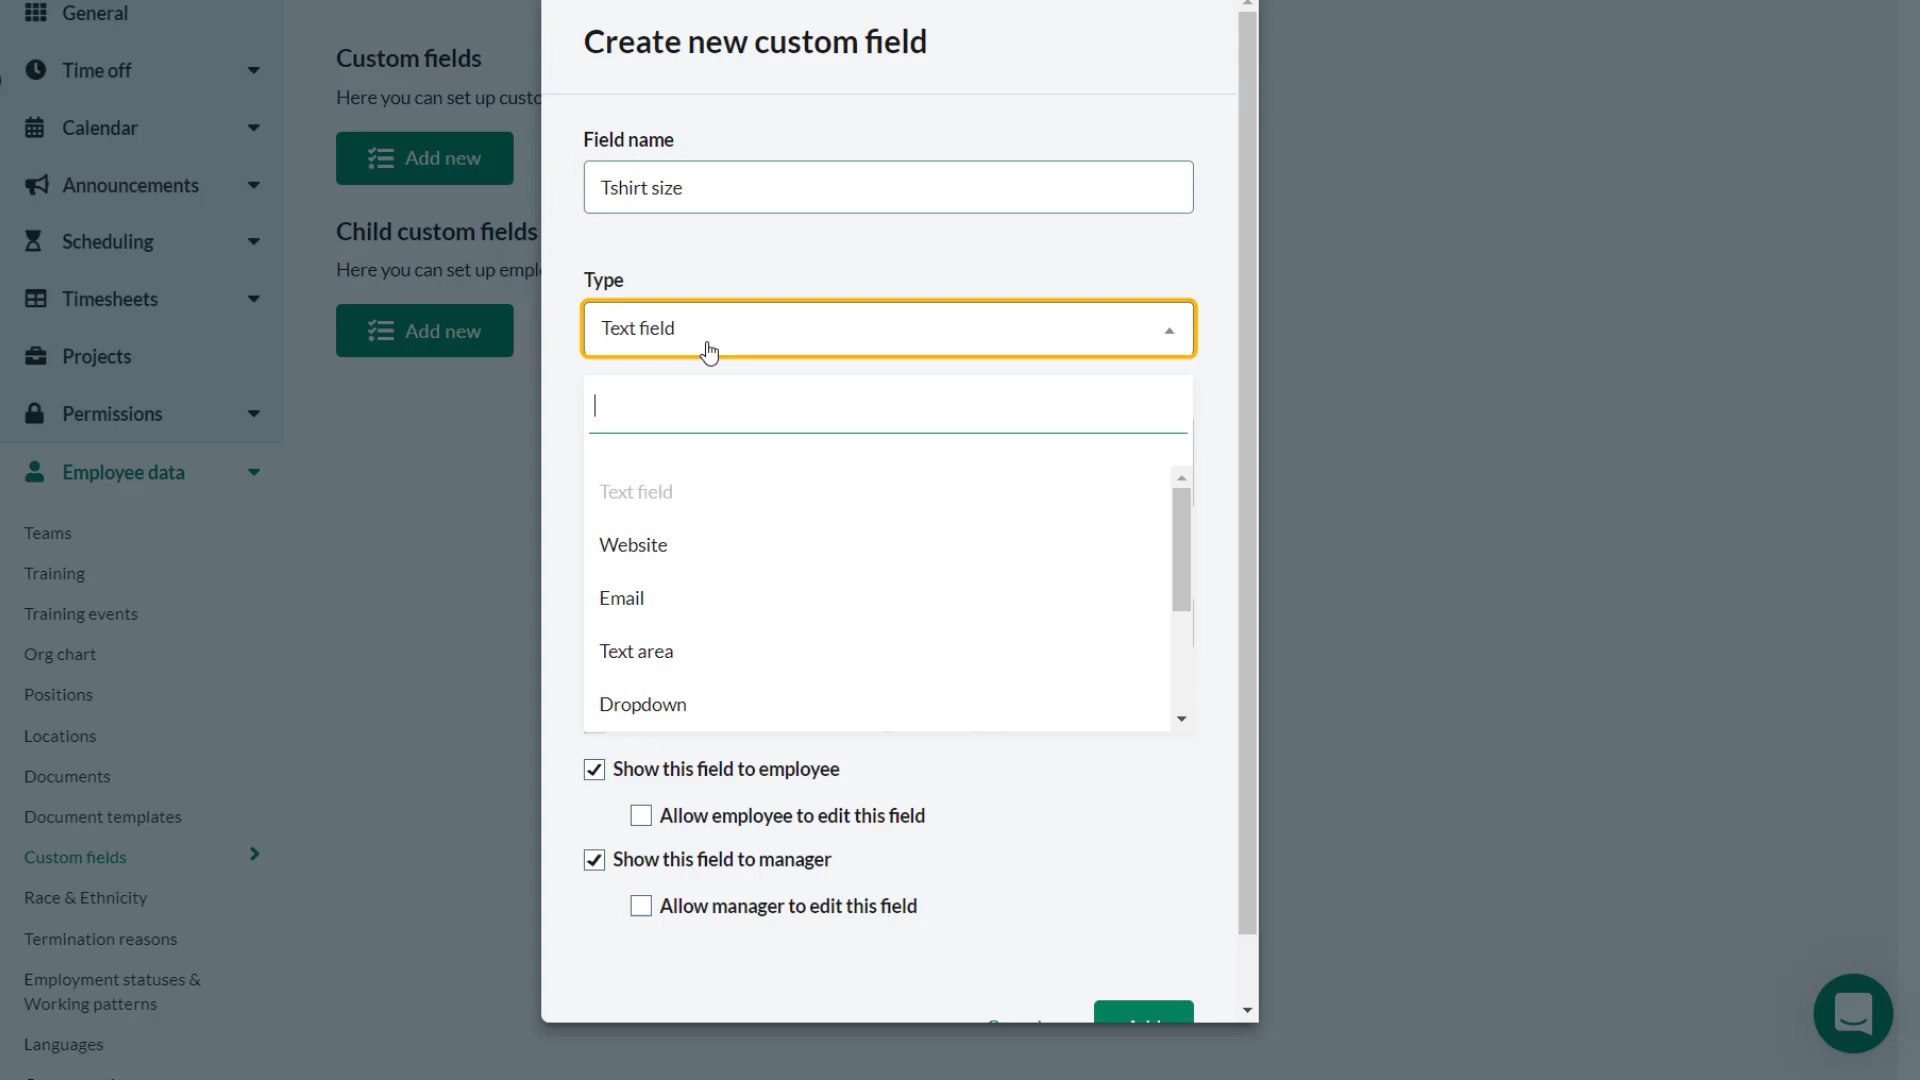 General
Time off
Calendar
Announcements
Scheduling
Timesheets
Projects
Permissions
Employee data
Teams
Training
Training events
Org chart
Positions
Locations
Documents
Document templates
Custom fields
Race & Ethnicity
Termination reasons
Employment statuses &
Working patterns
Languages
Custom fields
Here you can set up custo
Add new
Child custom fields
Here you can set up empl
Add new
Create new custom field
Field name
Tshirt size
Type
Text field
Text field
Website
Email
Text area
Dropdown
Show this field to employee
Allow employee to edit this field
Show this field to manager
Allow manager to edit this field